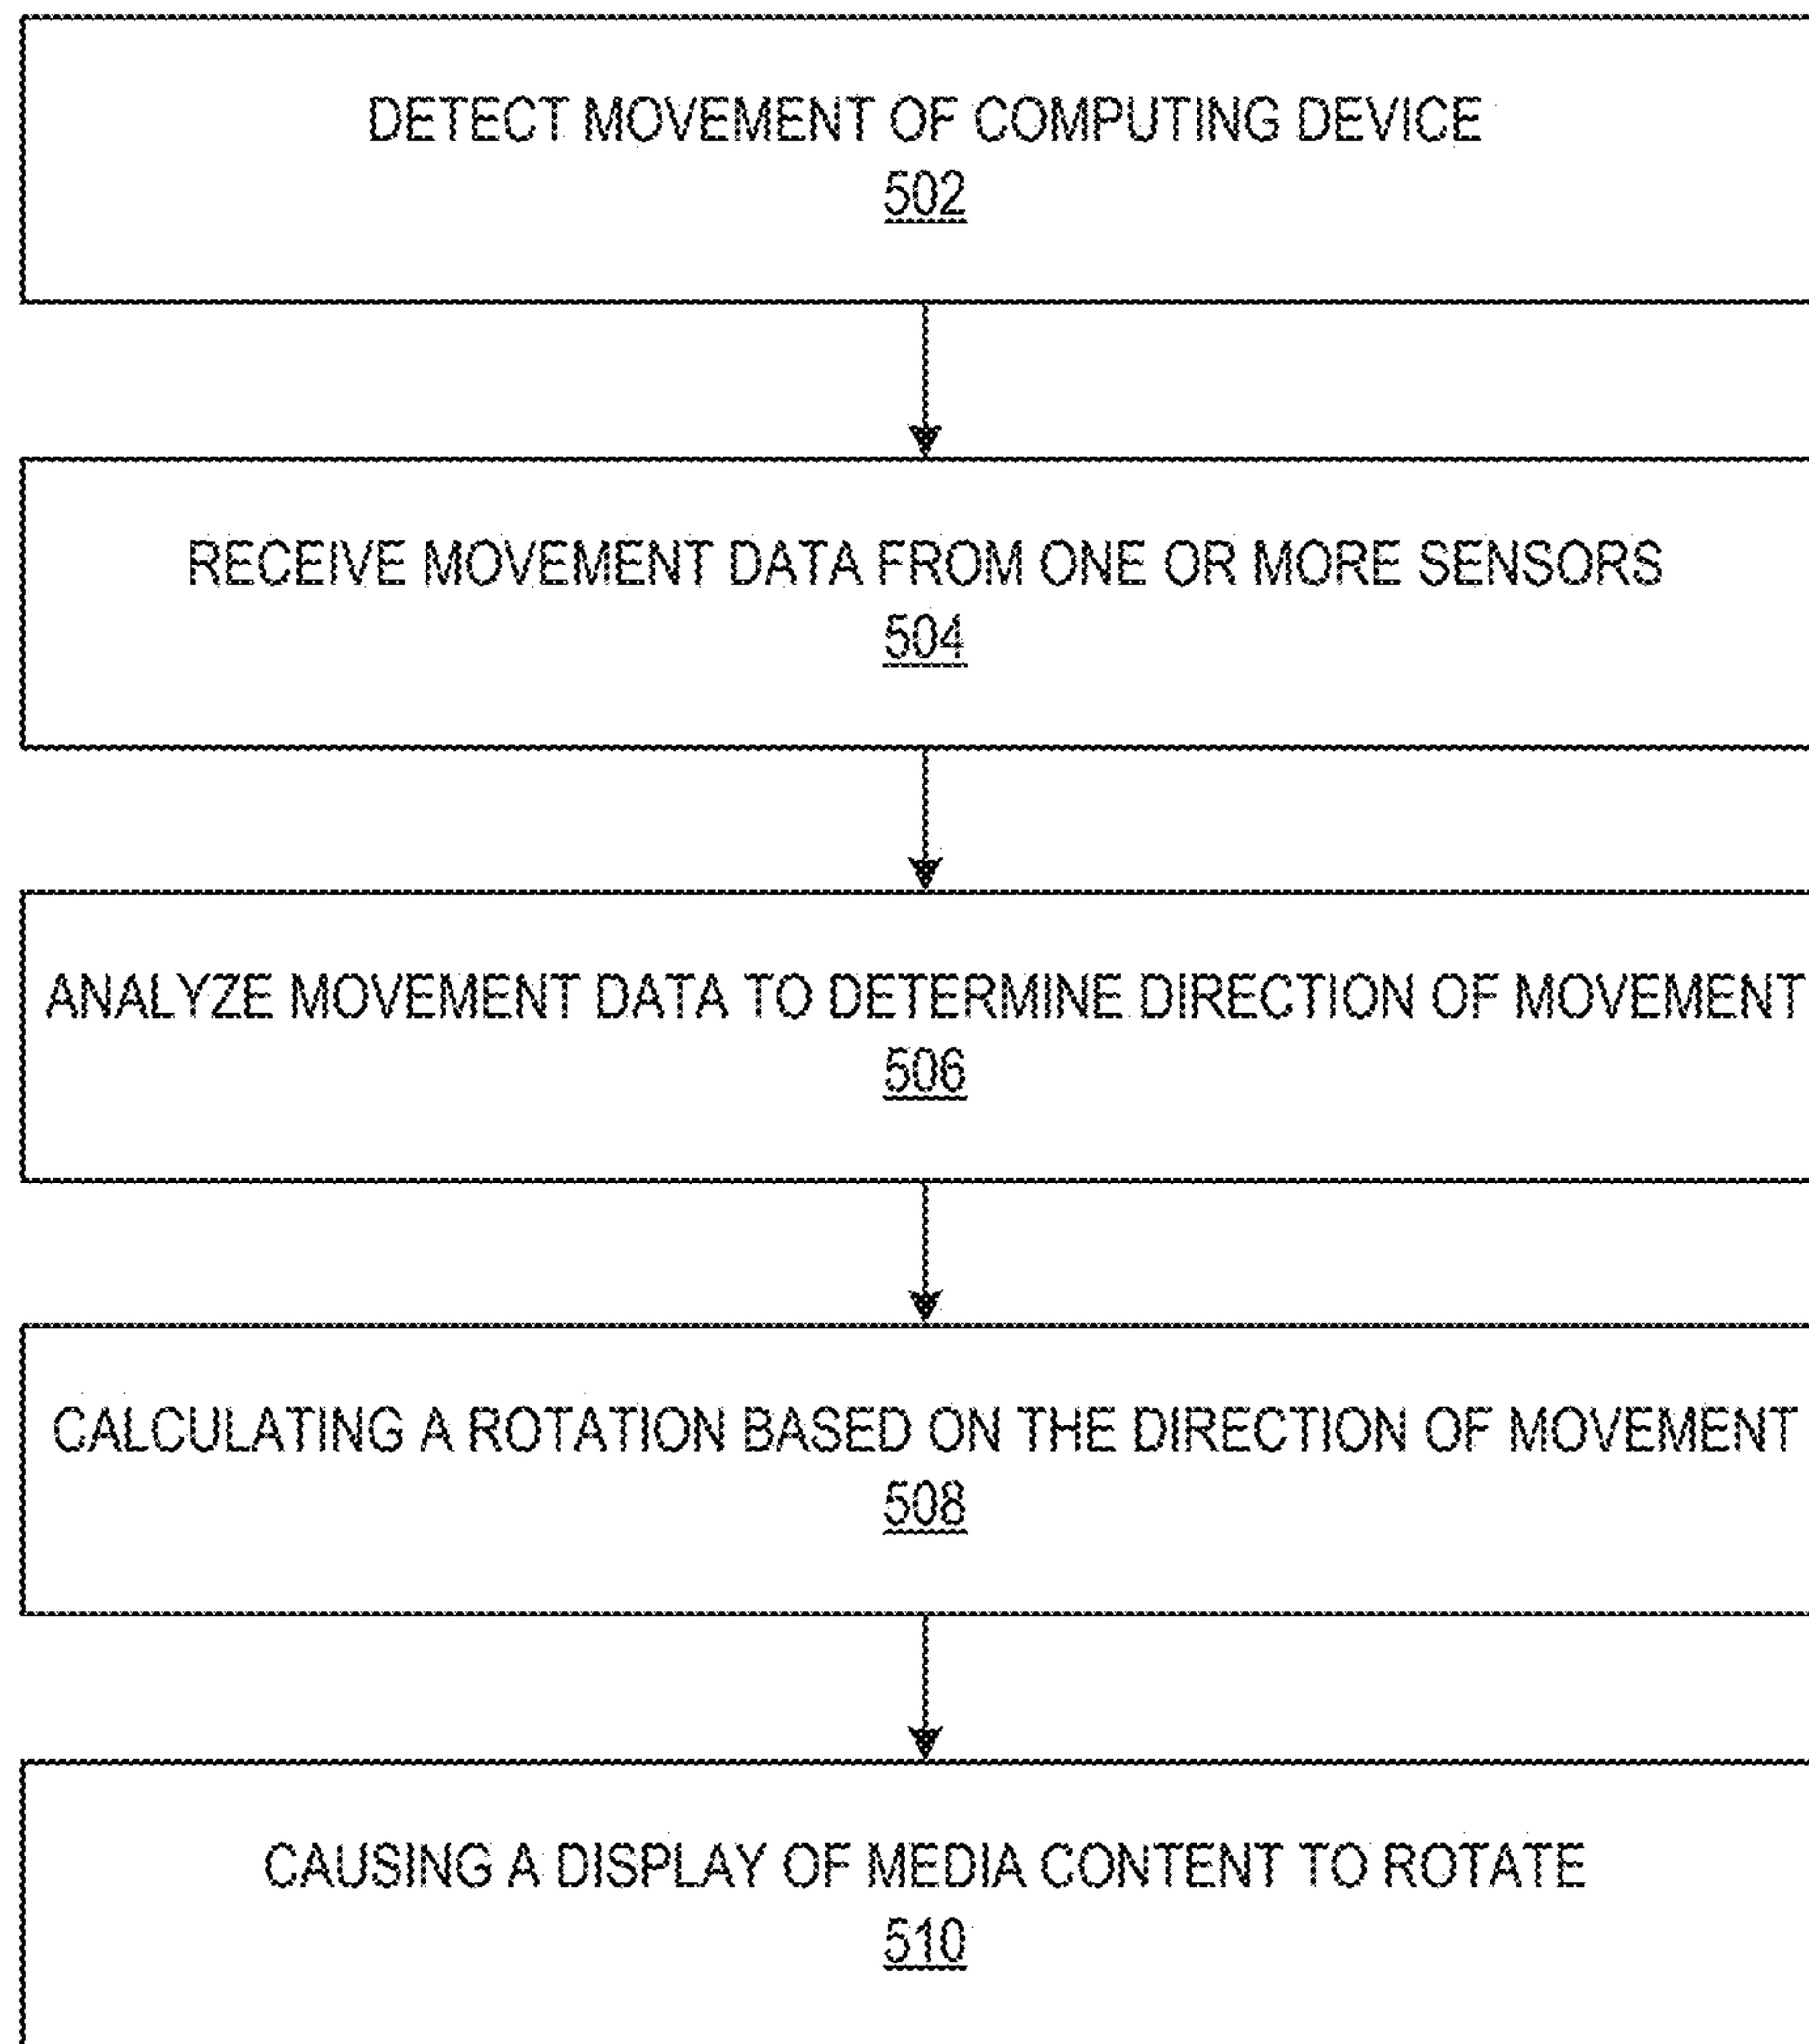 DETECT MOVEMENT OF COMPUTING DEVICE
502
RECEIVE MOVEMENT DATA FROM ONE OR MORE SENSORS
504
ANALYZE MOVEMENT DATA TO DETERMINE DIRECTION OF MOVEMENT
506
CALCULATING A ROTATION BASED ON THE DIRECTION OF MOVEMENT
508
CAUSING A DISPLAY OF MEDIA CONTENT TO ROTATE
510